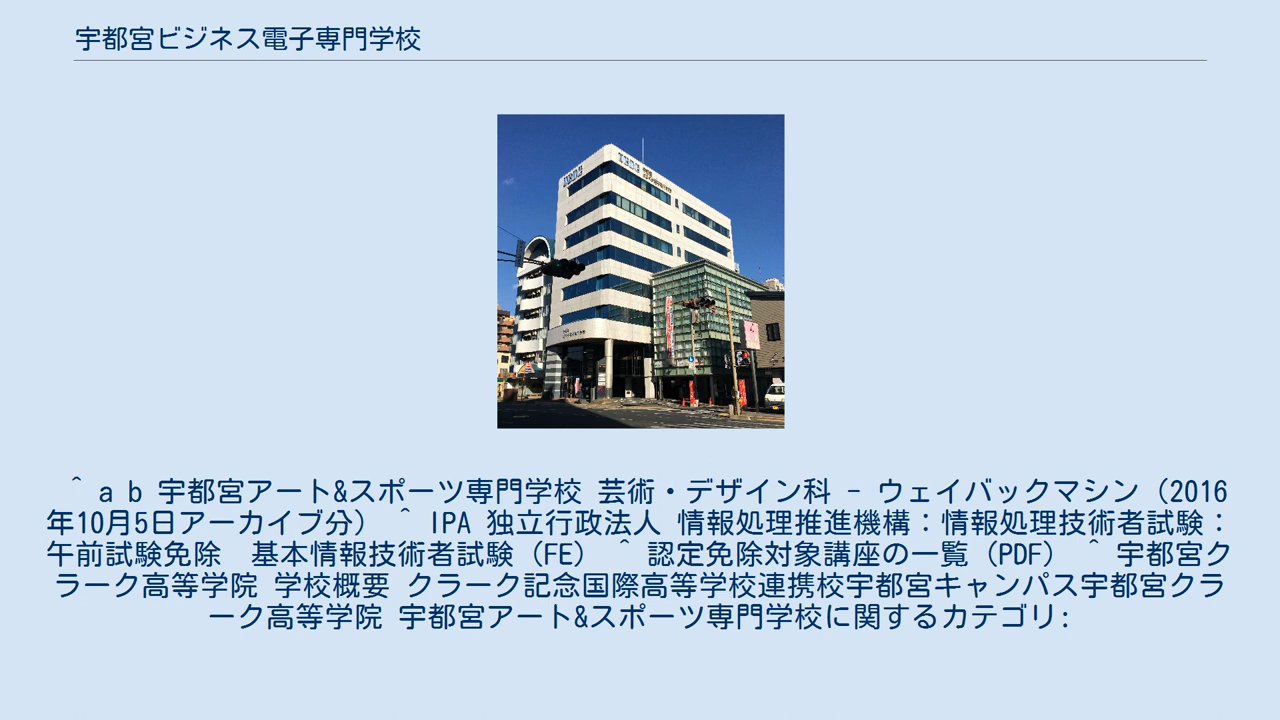 宇都宮ビジネス電子専門学校
^ a b 宇都宮アート&スポーツ専門学校 芸術・デザイン科 - ウェイバックマシン（2016
年10月5日アーカイブ分） ^ IPA 独立行政法人 情報処理推進機構：情報処理技術者試験：
午前試験免除　基本情報技術者試験（FE） ^ 認定免除対象講座の一覧（PDF） ^ 宇都宮ク
ラーク高等学院 学校概要 クラーク記念国際高等学校連携校宇都宮キャンパス宇都宮クラ
ーク高等学院 宇都宮アート&スポーツ専門学校に関するカテゴリ: